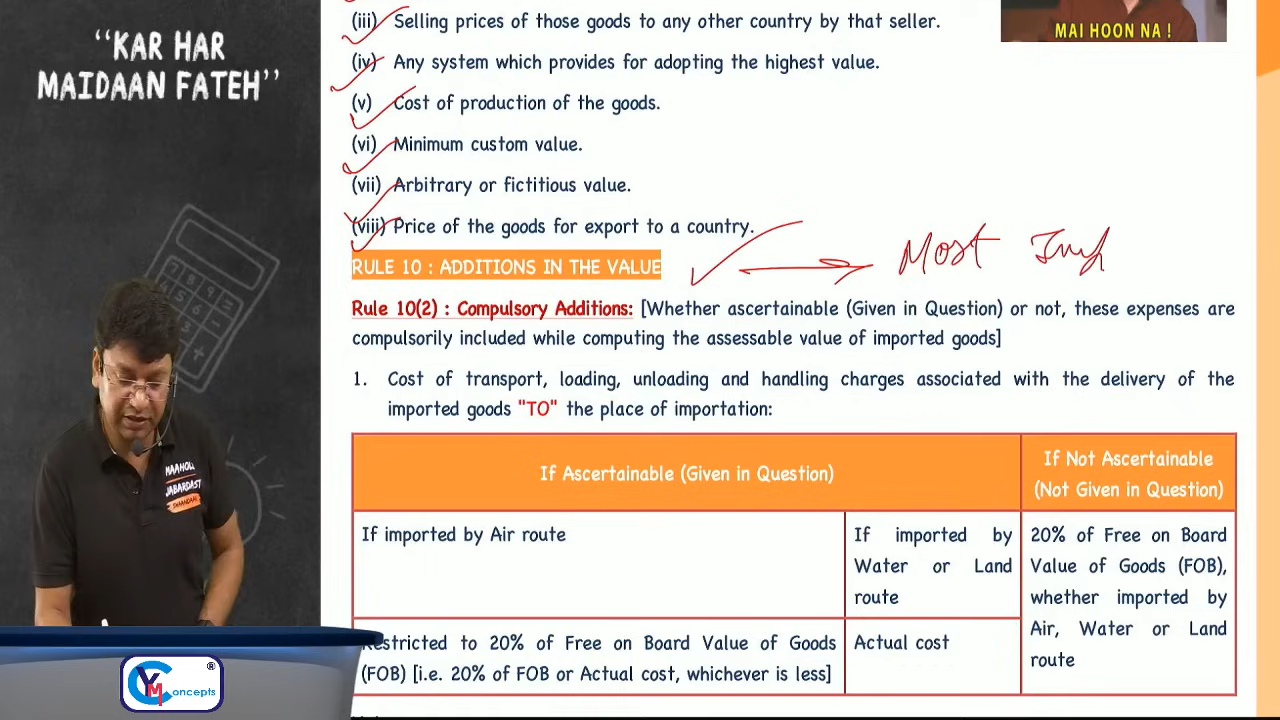 “KAR HAR
MAIDAAN FATEH”
MAI HOON NA !
(iii) Selling prices of those goods to any other country by that seller.
(iv) Any system which provides for adopting the highest value.
(v) Cost of production of the goods.
(vi) Minimum custom value.
(vii) Arbitrary or fictitious value.
(viii) Price of the goods for export to a country.
RULE 10 : ADDITIONS IN THE VALUE
Most Imp
Rule 10(2) : Compulsory Additions: [Whether ascertainable (Given in Question) or not, these expenses are
compulsorily included while computing the assessable value of imported goods]
1. Cost of transport, loading, unloading and handling charges associated with the delivery of the
imported goods "TO" the place of importation:
If Ascertainable (Given in Question)
If Not Ascertainable
(Not Given in Question)
If imported by Air route
If imported by
Water or Land
route
20% of Free on Board
Value of Goods (FOB),
whether imported by
Air, Water or Land
route
Restricted to 20% of Free on Board Value of Goods
(FOB) [i.e. 20% of FOB or Actual cost, whichever is less]
Actual cost
MAAHOLL
JABARDAST
VM Concepts ®